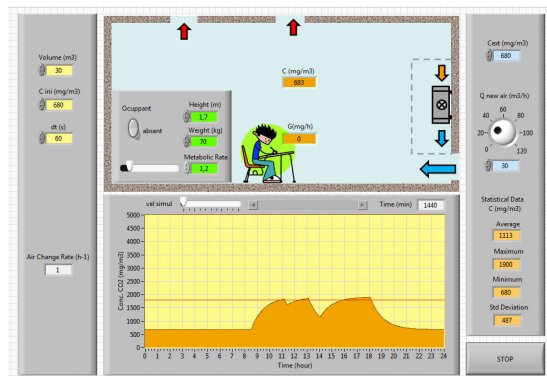 Volume (m3)
30
C ini (mg/m3)
680
dt (s)
60
Air Change Rate (h-1)
1
C (mg/m3)
683
Ocuppant
absent
Height (m)
1,7
Weight (kg)
70
Metabolic Rate
1,2
G(mg/h)
0
vel simul
Time (min) 1440
Conc. CO2 (mg/m3)
5000
4500
4000
3500
3000
2500
2000
1500
1000
500
0
0 1 2 3 4 5 6 7 8 9 10 11 12 13 14 15 16 17 18 19 20 21 22 23 24
Time (hour)
Cext (mg/m3)
680
Q new air (m3/h)
60
40 80
20 100
0 120
30
Statistical Data
C (mg/m3)
Average
1113
Maximum
1900
Minimum
680
Std Deviation
487
STOP